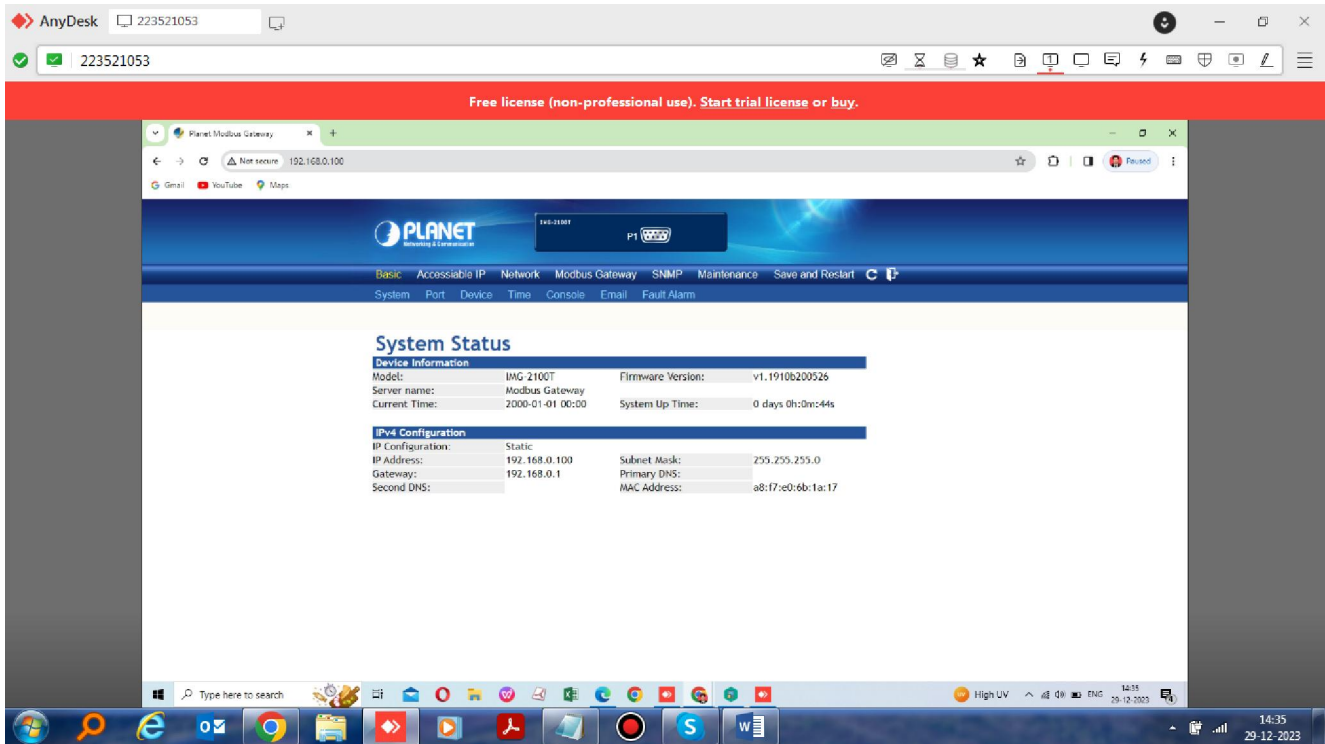 AnyDesk 223521053
223521053
1
Free license (non-professional use). Start trial license or buy.
Planet Modbus Gateway
Not secure 192.168.0.100 Paused
Gmail YouTube Maps
PLANET
Networking & Communication
IMG-2100T
P1
Basic Accessiable IP Network Modbus Gateway SNMP Maintenance Save and Restart
System Port Device Time Console Email Fault Alarm
System Status
Device Information
Model: IMG-2100T Firmware Version: v1.1910b200526
Server name: Modbus Gateway
Current Time: 2000-01-01 00:00 System Up Time: 0 days 0h:0m:44s
IPv4 Configuration
IP Configuration: Static
IP Address: 192.168.0.100 Subnet Mask: 255.255.255.0
Gateway: 192.168.0.1 Primary DNS:
Second DNS: MAC Address: a8:f7:e0:6b:1a:17
Type here to search High UV ENG 14:35
29-12-2023
14:35
29-12-2023